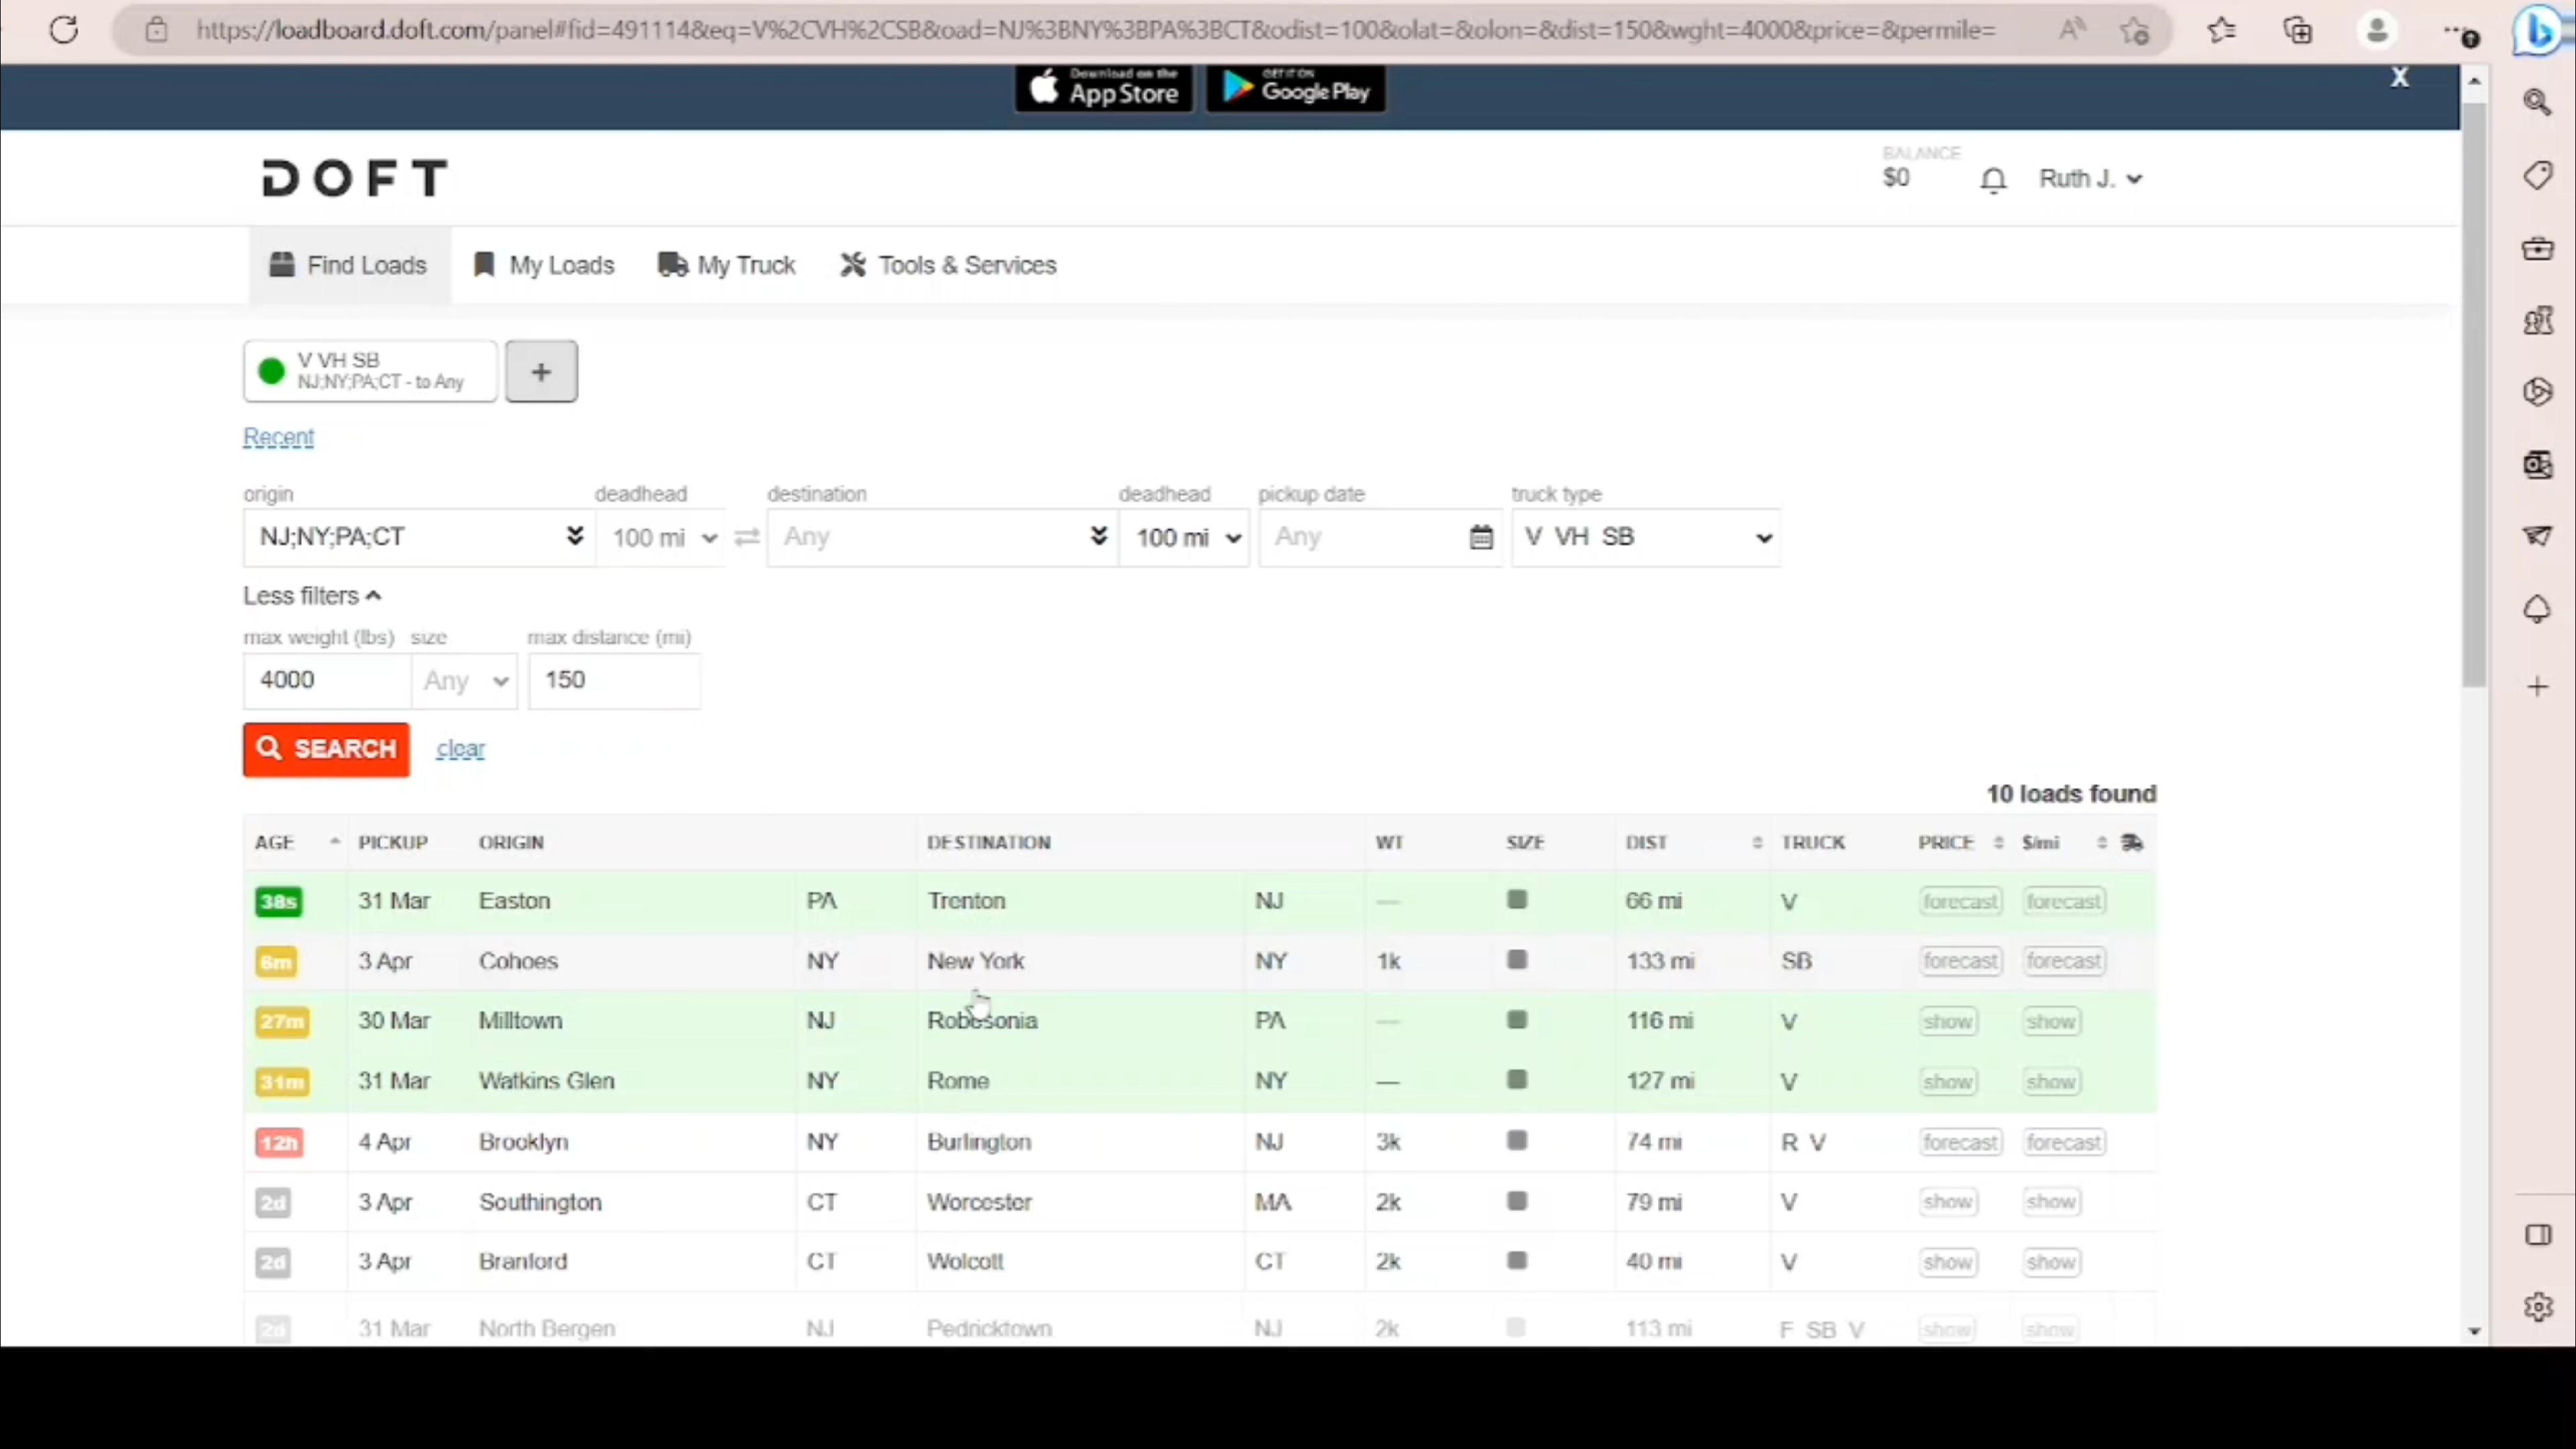 https://loadboard.doft.com/panel#fid=491114&eq=V%2CVH%2CSB&oad=NJ%3BNY%3BPA%3BCT&odist=100&olat=&olon=&dist=150&wght=4000&price=&permile=
Download on the App Store GET IT ON Google Play X
DOFT
BALANCE
$0
Ruth J.
Find Loads My Loads My Truck Tools & Services
V VH SB
NJ;NY;PA;CT - to Any
+
Recent
origin deadhead destination deadhead pickup date truck type
NJ;NY;PA;CT 100 mi Any 100 mi Any V VH SB
Less filters
max weight (lbs) size max distance (mi)
4000 Any 150
SEARCH clear
10 loads found
AGE PICKUP ORIGIN DESTINATION WT SIZE DIST TRUCK PRICE $/mi
38s 31 Mar Easton PA Trenton NJ — 66 mi V forecast forecast
3 Apr Cohoes NY New York NY 1k 133 mi SB forecast forecast
27m 30 Mar Milltown NJ Robesonia PA — 116 mi V show show
31m 31 Mar Watkins Glen NY Rome NY — 127 mi V show show
12h 4 Apr Brooklyn NY Burlington NJ 3k 74 mi R V forecast forecast
2d 3 Apr Southington CT Worcester MA 2k 79 mi V show show
2d 3 Apr Branford CT Wolcott CT 2k 40 mi V show show
2d 31 Mar North Bergen NJ Pedricktown NJ 2k 113 mi F SB V show show